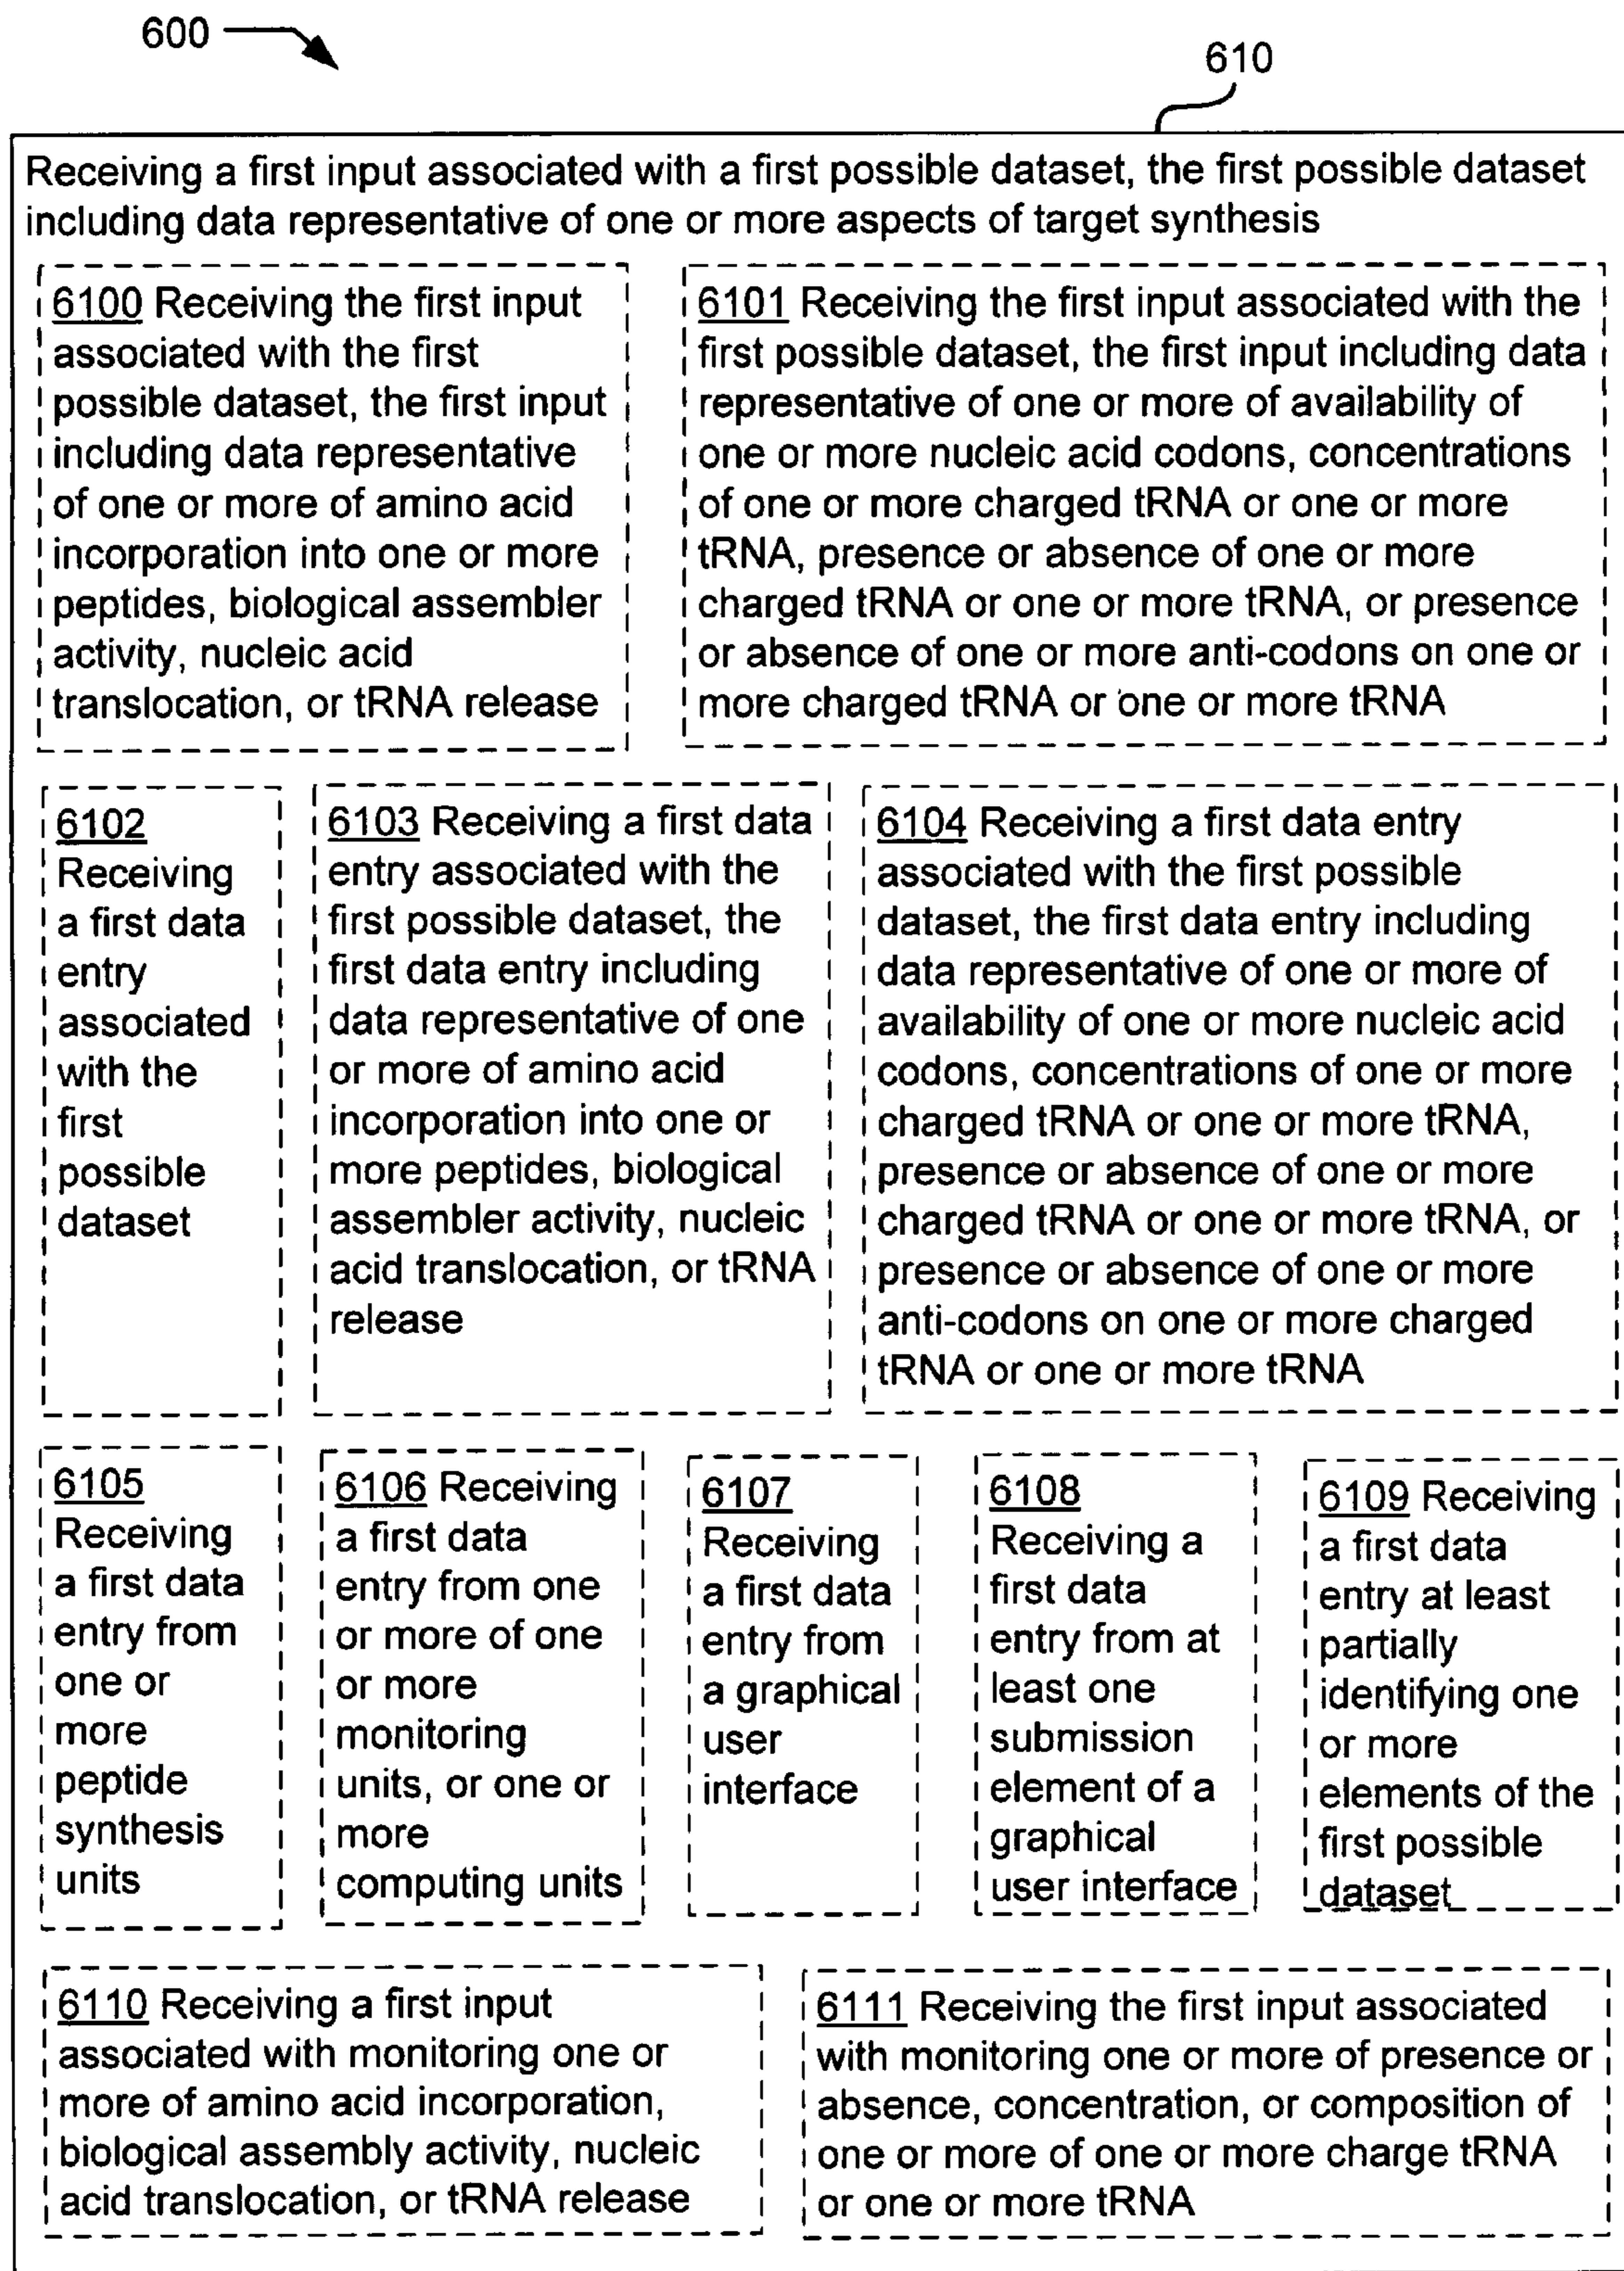 600
610
Receiving a first input associated with a first possible dataset, the first possible dataset
including data representative of one or more aspects of target synthesis
6100 Receiving the first input
associated with the first
possible dataset, the first input
including data representative
of one or more of amino acid
incorporation into one or more
peptides, biological assembler
activity, nucleic acid
translocation, or tRNA release
6101 Receiving the first input associated with the
first possible dataset, the first input including data
representative of one or more of availability of
one or more nucleic acid codons, concentrations
of one or more charged tRNA or one or more
tRNA, presence or absence of one or more
charged tRNA or one or more tRNA, or presence
or absence of one or more anti-codons on one or
more charged tRNA or one or more tRNA
6102
Receiving
a first data
entry
associated
with the
first
possible
dataset
6103 Receiving a first data
entry associated with the
first possible dataset, the
first data entry including
data representative of one
or more of amino acid
incorporation into one or
more peptides, biological
assembler activity, nucleic
acid translocation, or tRNA
release
6104 Receiving a first data entry
associated with the first possible
dataset, the first data entry including
data representative of one or more of
availability of one or more nucleic acid
codons, concentrations of one or more
charged tRNA or one or more tRNA,
presence or absence of one or more
charged tRNA or one or more tRNA, or
presence or absence of one or more
anti-codons on one or more charged
tRNA or one or more tRNA
6105
Receiving
a first data
entry from
one or
more
peptide
synthesis
units
6106 Receiving
a first data
entry from one
or more of one
or more
monitoring
units, or one or
more
computing units
6107
Receiving
a first data
entry from
a graphical
user
interface
6108
Receiving a
first data
entry from at
least one
submission
element of a
graphical
user interface
6109 Receiving
a first data
entry at least
partially
identifying one
or more
elements of the
first possible
dataset
6110 Receiving a first input
associated with monitoring one or
more of amino acid incorporation,
biological assembly activity, nucleic
acid translocation, or tRNA release
6111 Receiving the first input associated
with monitoring one or more of presence or
absence, concentration, or composition of
one or more of one or more charge tRNA
or one or more tRNA